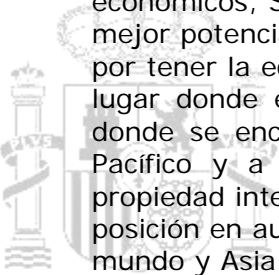 económicos, S
mejor potenci
por tener la e
lugar donde e
donde se enc
Pacífico y a
propiedad inte
posición en au
mundo y Asia